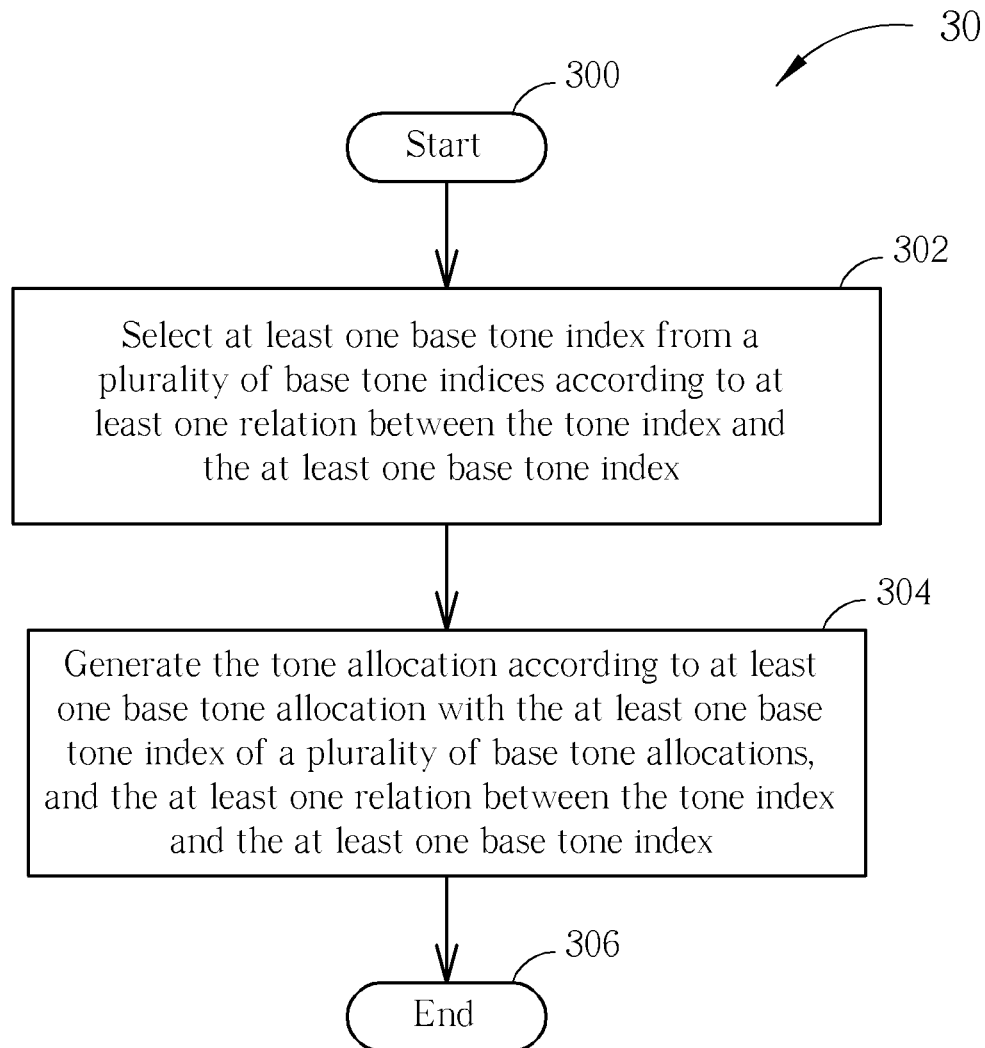 30
300
Start
302
Select at least one base tone index from a
plurality of base tone indices according to at
least one relation between the tone index and
the at least one base tone index
304
Generate the tone allocation according to at least
one base tone allocation with the at least one base
tone index of a plurality of base tone allocations,
and the at least one relation between the tone index
and the at least one base tone index
306
End